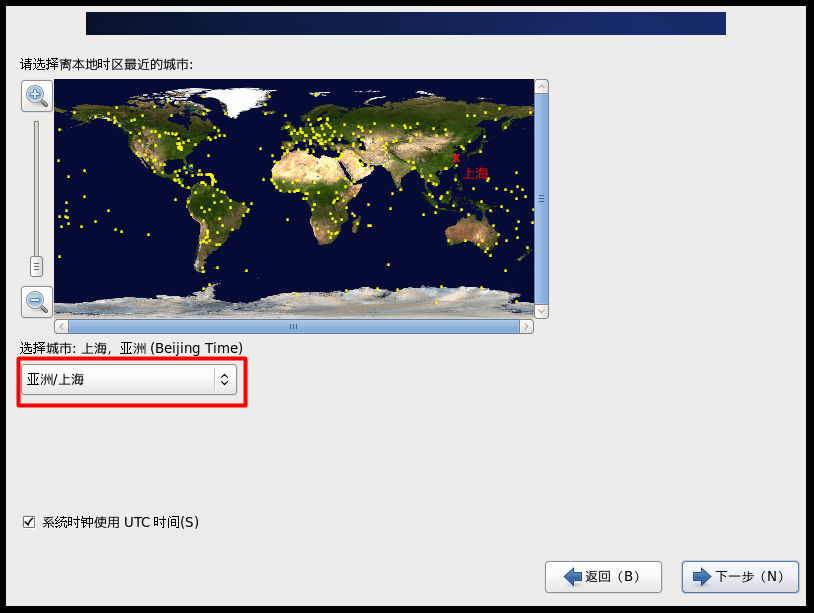 请选择离本地时区最近的城市:
上海
选择城市: 上海, 亚洲 (Beijing Time)
亚洲/上海
系统时钟使用 UTC 时间(S)
返回（B）
下一步（N）